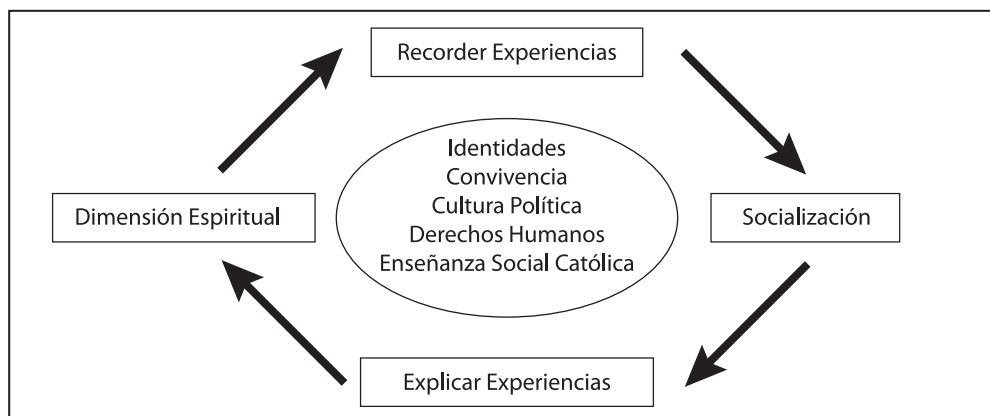 Recorder Experiencias
Identidades
Convivencia
Cultura Política
Derechos Humanos
Enseñanza Social Católica
Dimensión Espiritual
Socialización
Explicar Experiencias